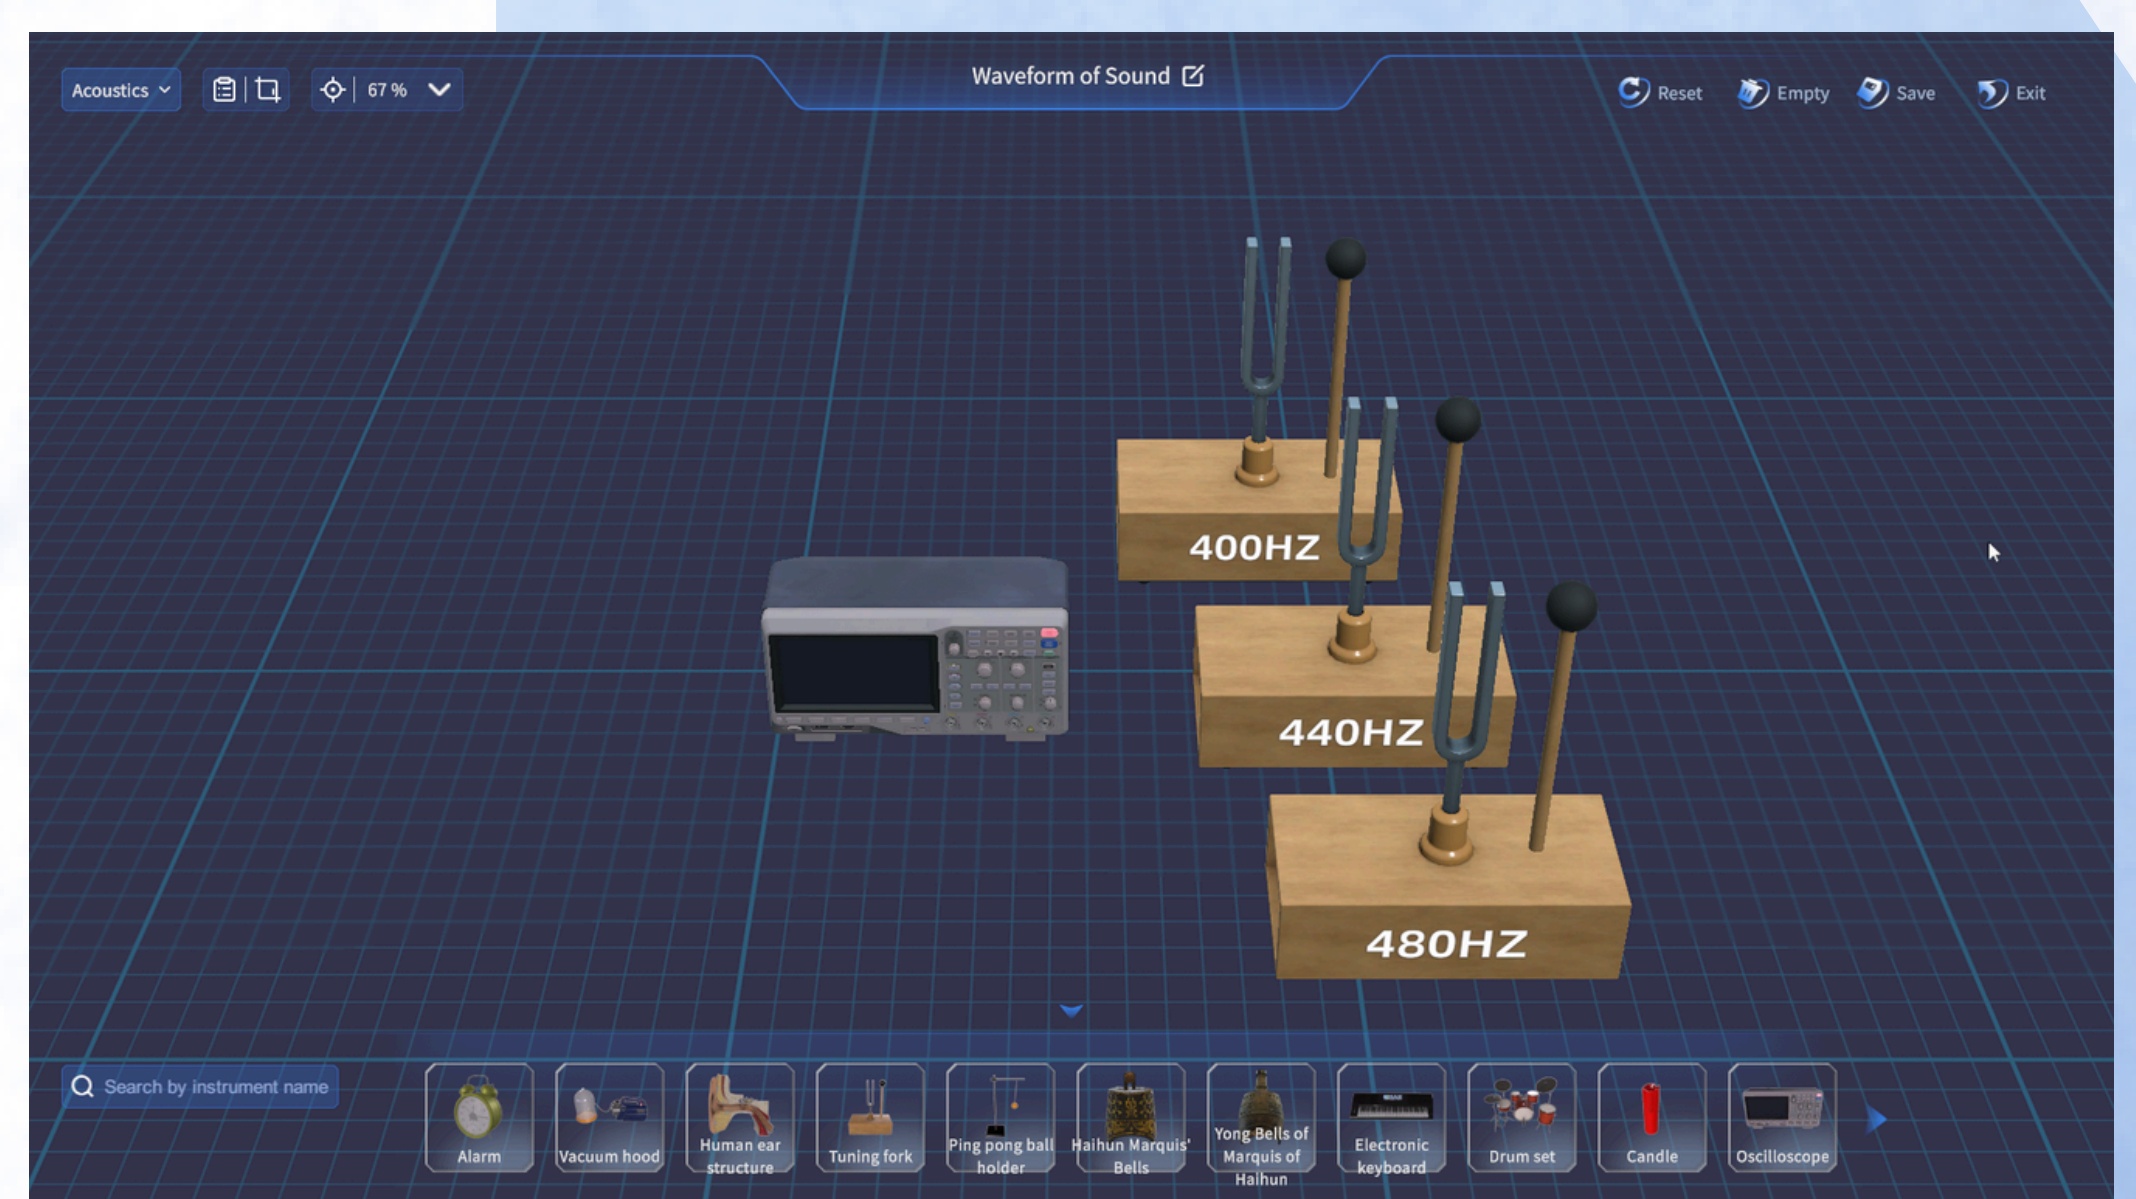 Acoustics
67 %
Waveform of Sound
Reset
Empty
Save
Exit
400HZ
440HZ
480HZ
Search by instrument name
Alarm
Vacuum hood
Human ear
structure
Tuning fork
Ping pong ball
holder
Haihun Marquis'
Bells
Yong Bells of
Marquis of
Haihun
Electronic
keyboard
Drum set
Candle
Oscilloscope